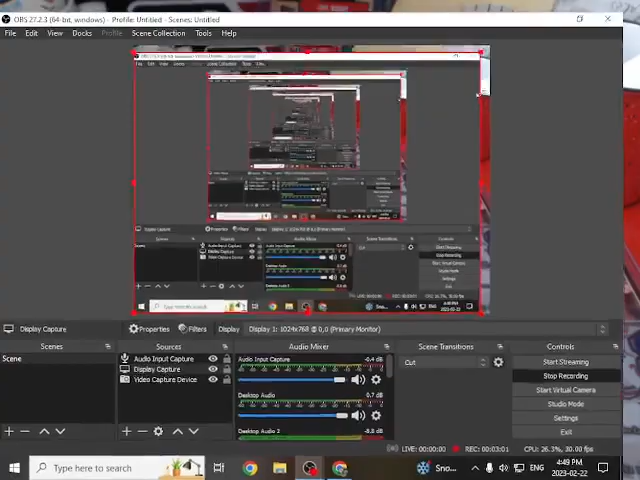 OBS 27.2.3 (64-bit, windows) - Profile: Untitled - Scenes: Untitled
File Edit View Docks Profile Scene Collection Tools Help
Display Capture Properties Filters Display Display 1: 1024x768 @ 0,0 (Primary Monitor)
Scenes Sources Audio Mixer Scene Transitions Controls
Scene
Audio Input Capture
Display Capture
Video Capture Device
Audio Input Capture -0.4 dB
Desktop Audio 0.7 dB
Desktop Audio 2 -8.8 dB
Cut
Start Streaming
Stop Recording
Start Virtual Camera
Studio Mode
Settings
Exit
LIVE: 00:00:00 REC: 00:03:01 CPU: 26.3%, 30.00 fps
Type here to search
Sno...
ENG
4:49 PM
2023-02-22